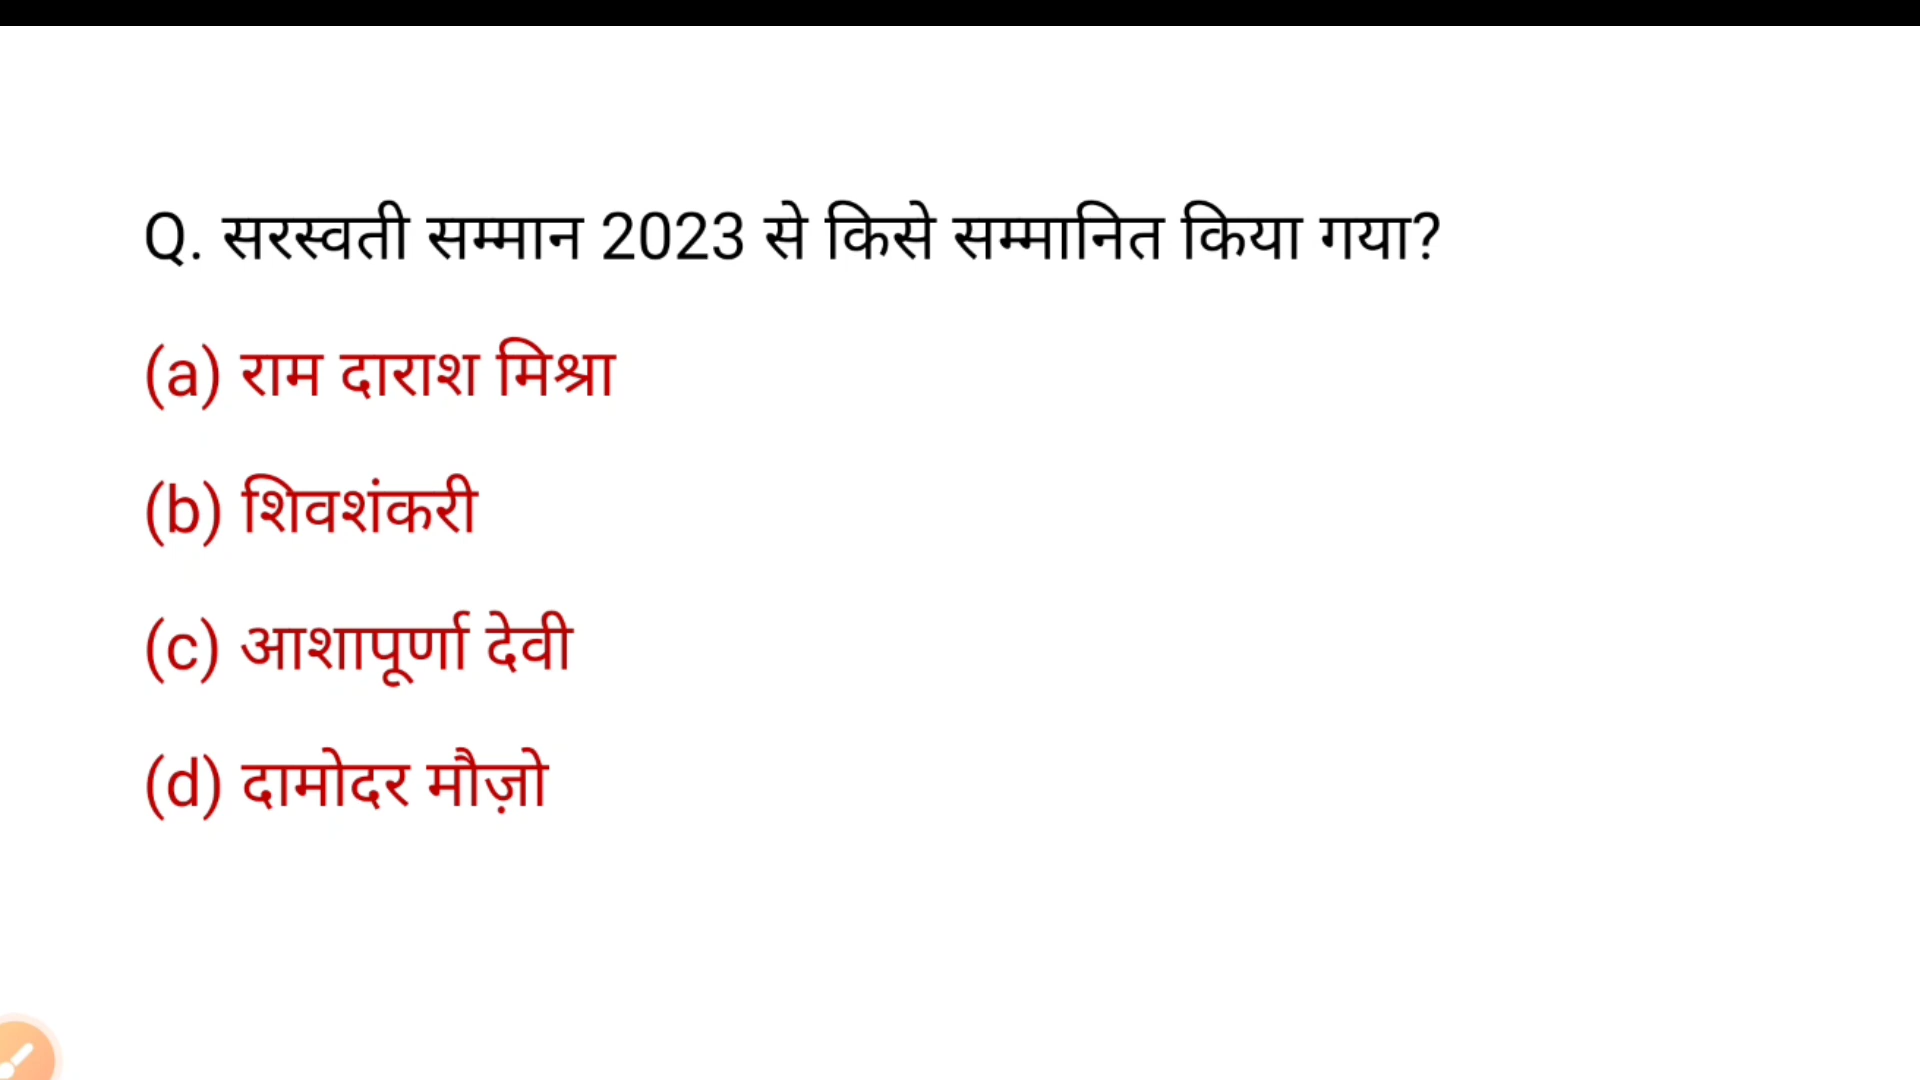 Q. सरस्वती सम्मान 2023 से किसे सम्मानित किया गया?
(a) राम दाराश मिश्रा
(b) शिवशंकरी
(c) आशापूर्णा देवी
(d) दामोदर मौज़ो